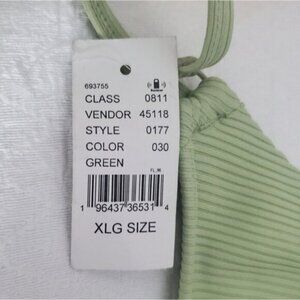 693755
CLASS 0811
VENDOR 45118
STYLE 0177
COLOR 030
GREEN
1 96437 36531 4
XLG SIZE